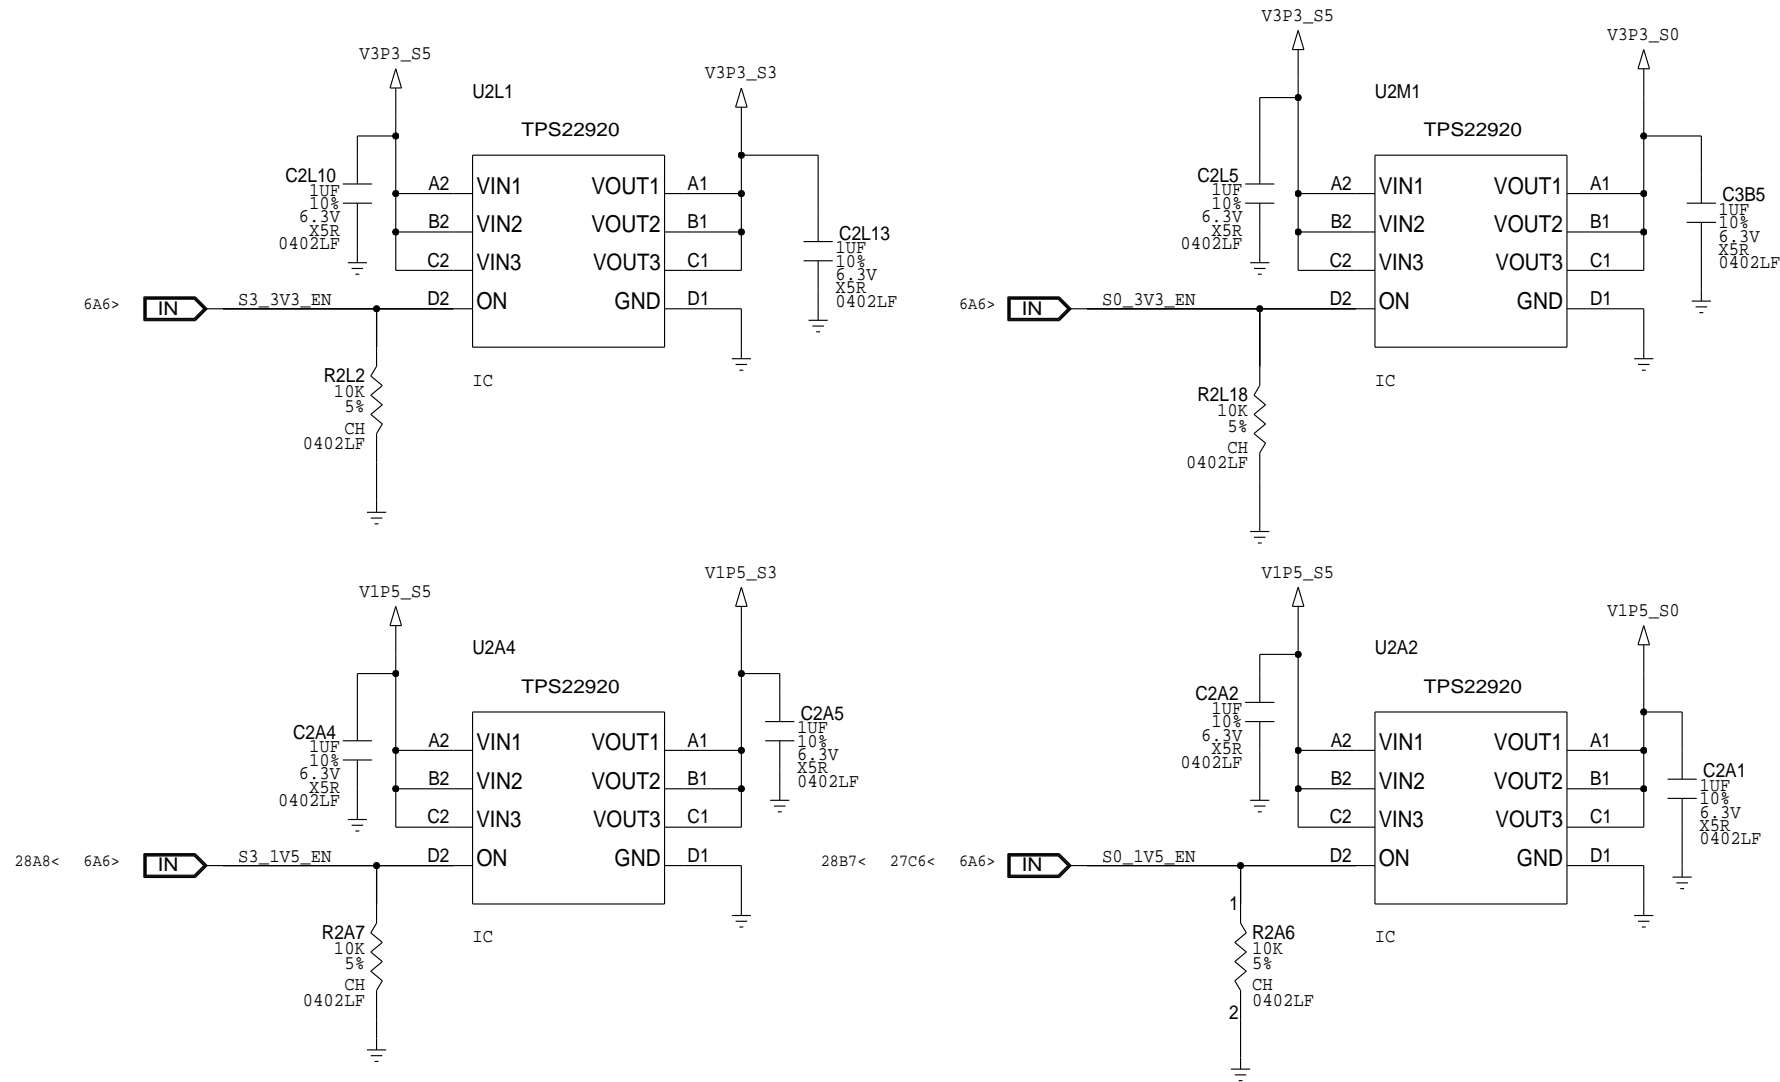 V3P3_S5
V3P3_S3
U2L1
TPS22920
C2L10
1UF
10%
6.3V
X5R
0402LF
A2 VIN1 VOUT1 A1
B2 VIN2 VOUT2 B1
C2 VIN3 VOUT3 C1
D2 ON GND D1
C2L13
1UF
10%
6.3V
X5R
0402LF
6A6> IN S3_3V3_EN
R2L2
10K
5%
CH
0402LF
IC
V3P3_S5
V3P3_S0
U2M1
TPS22920
C2L5
1UF
10%
6.3V
X5R
0402LF
A2 VIN1 VOUT1 A1
B2 VIN2 VOUT2 B1
C2 VIN3 VOUT3 C1
D2 ON GND D1
C3B5
1UF
10%
6.3V
X5R
0402LF
6A6> IN S0_3V3_EN
R2L18
10K
5%
CH
0402LF
IC
V1P5_S5
V1P5_S3
U2A4
TPS22920
C2A4
1UF
10%
6.3V
X5R
0402LF
A2 VIN1 VOUT1 A1
B2 VIN2 VOUT2 B1
C2 VIN3 VOUT3 C1
D2 ON GND D1
C2A5
1UF
10%
6.3V
X5R
0402LF
28A8< 6A6> IN S3_1V5_EN
R2A7
10K
5%
CH
0402LF
IC
V1P5_S5
V1P5_S0
U2A2
TPS22920
C2A2
1UF
10%
6.3V
X5R
0402LF
A2 VIN1 VOUT1 A1
B2 VIN2 VOUT2 B1
C2 VIN3 VOUT3 C1
D2 ON GND D1
C2A1
1UF
10%
6.3V
X5R
0402LF
28B7< 27C6< 6A6> IN S0_1V5_EN
1
R2A6
10K
5%
CH
0402LF
2
IC